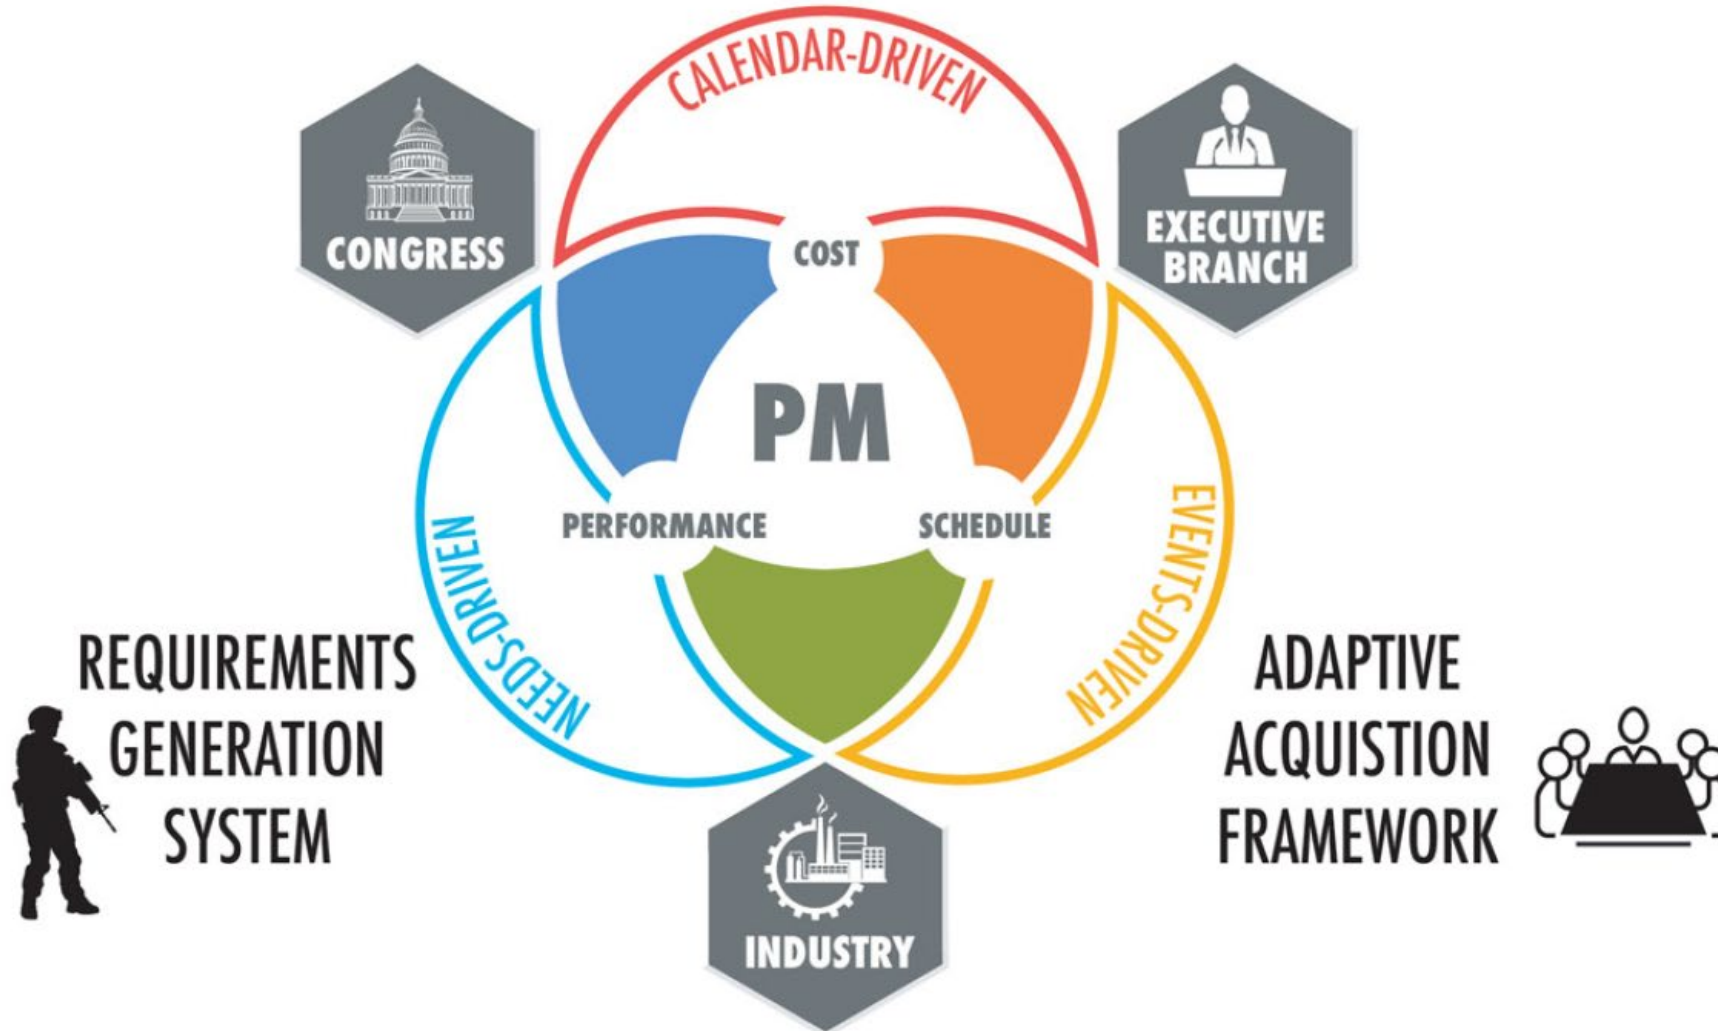 CALENDAR-DRIVEN
CONGRESS
EXECUTIVE
BRANCH
COST
PM
PERFORMANCE
SCHEDULE
NEEDS-DRIVEN
EVENTS-DRIVEN
REQUIREMENTS
GENERATION
SYSTEM
ADAPTIVE
ACQUISTION
FRAMEWORK
INDUSTRY